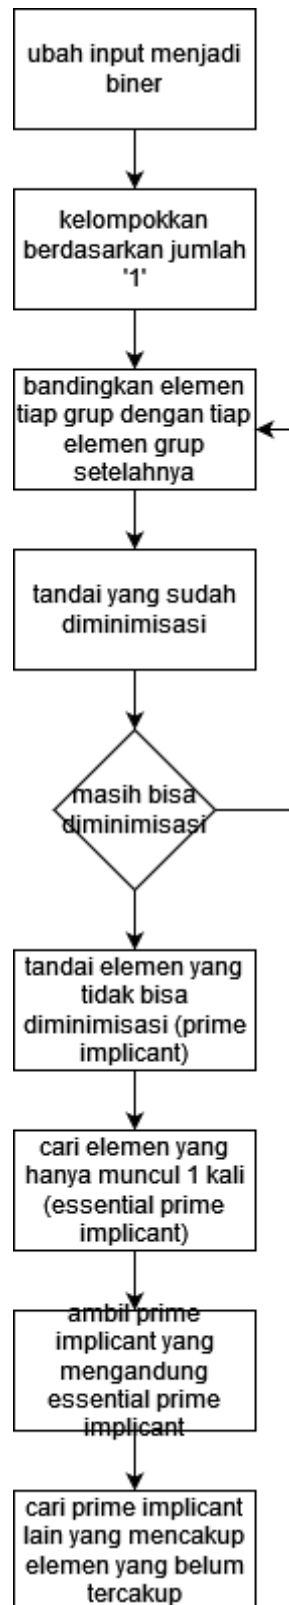 ubah input menjadi
biner
kelompokkan
berdasarkan jumlah
'1'
bandingkan elemen
tiap grup dengan tiap
elemen grup
setelahnya
tandai yang sudah
diminimisasi
masih bisa
diminimisasi
tandai elemen yang
tidak bisa
diminimisasi (prime
implicant)
cari elemen yang
hanya muncul 1 kali
(essential prime
implicant)
ambil prime
implicant yang
mengandung
essential prime
implicant
cari prime implicant
lain yang mencakup
elemen yang belum
tercakup